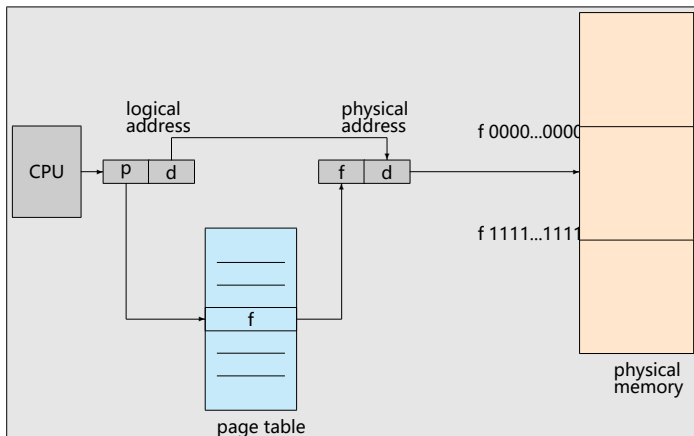 logical
address
physical
address
f 0000...0000
CPU
p
d
f
d
f 1111...1111
f
physical
memory
page table